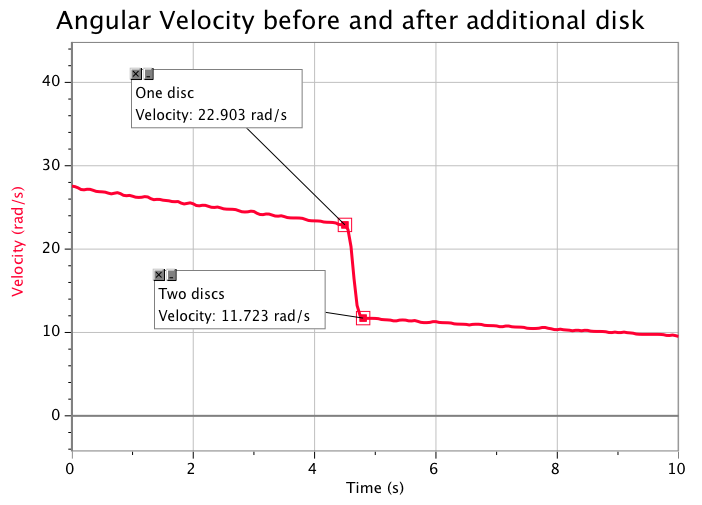 Angular Velocity before and after additional disk
40
One disc
Velocity: 22.903 rad/s
30
Velocity (rad/s)
20
Two discs
Velocity: 11.723 rad/s
10
0
0 2 4 6 8 10
Time (s)